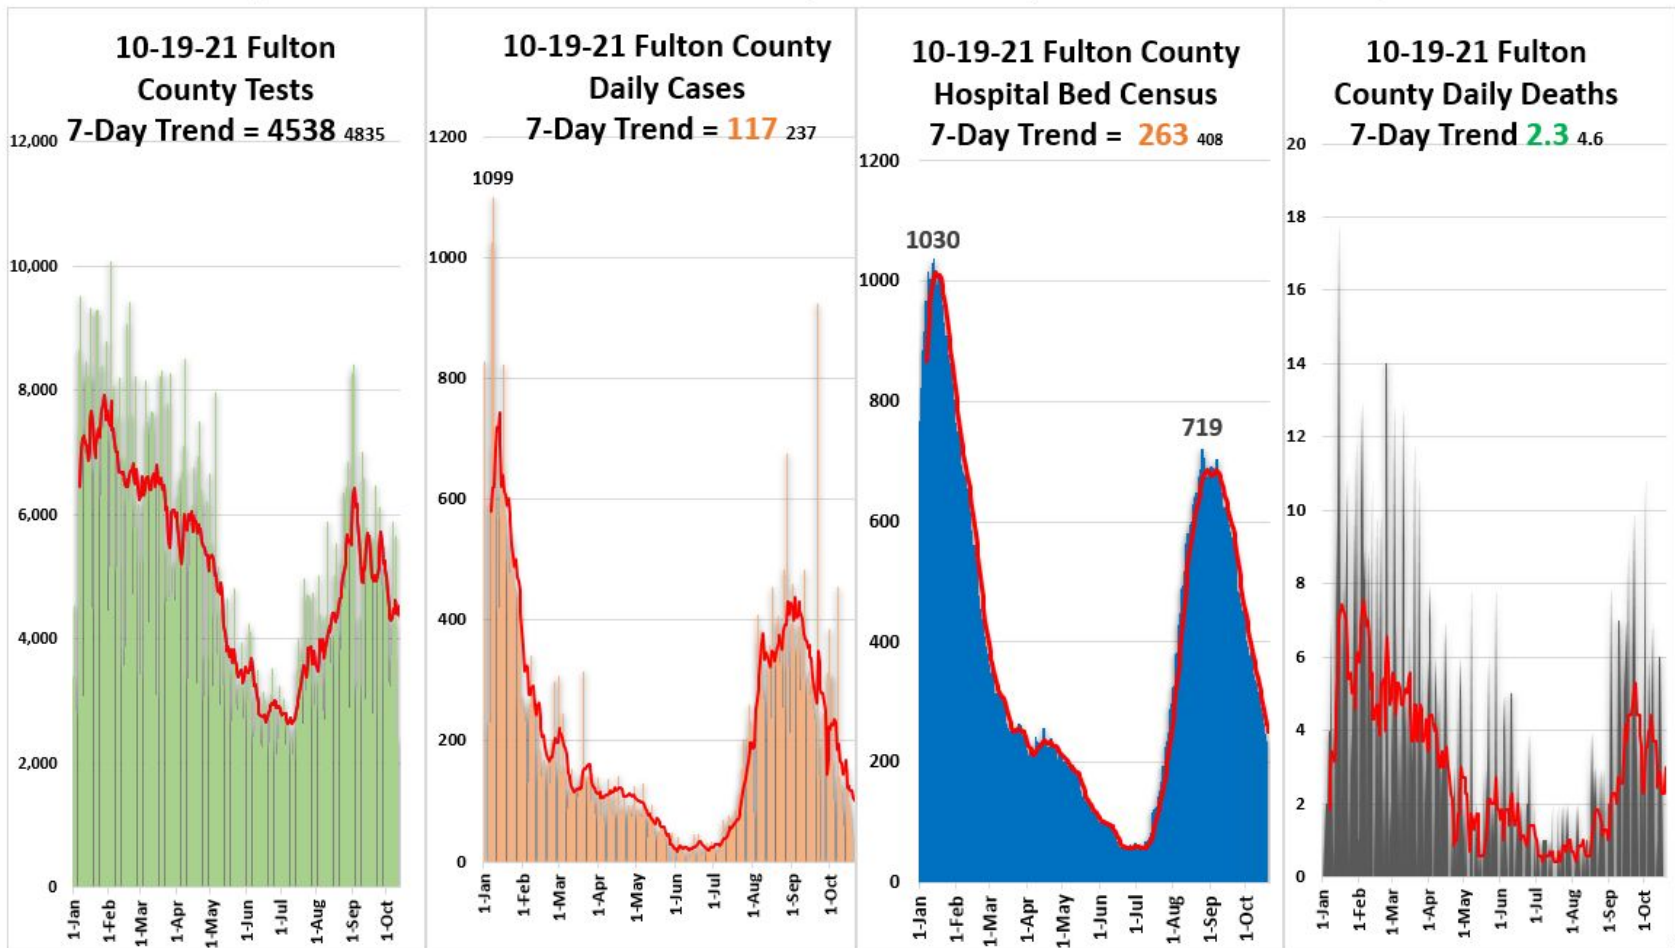 10-19-21 Fulton
County Tests
7-Day Trend = 4538 4835
12,000
10,000
8,000
6,000
4,000
2,000
0
1-Jan
1-Feb
1-Mar
1-Apr
1-May
1-Jun
1-Jul
1-Aug
1-Sep
1-Oct
10-19-21 Fulton County
Daily Cases
7-Day Trend = 117 237
1200
1099
1000
800
600
400
200
0
1-Jan
1-Feb
1-Mar
1-Apr
1-May
1-Jun
1-Jul
1-Aug
1-Sep
1-Oct
10-19-21 Fulton County
Hospital Bed Census
7-Day Trend = 263 408
1200
1030
1000
800
719
600
400
200
0
1-Jan
1-Feb
1-Mar
1-Apr
1-May
1-Jun
1-Jul
1-Aug
1-Sep
1-Oct
10-19-21 Fulton
County Daily Deaths
7-Day Trend 2.3 4.6
20
18
16
14
12
10
8
6
4
2
0
1-Jan
1-Feb
1-Mar
1-Apr
1-May
1-Jun
1-Jul
1-Aug
1-Sep
1-Oct